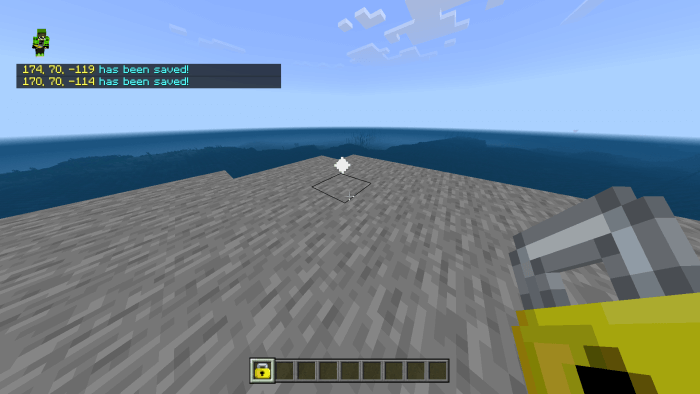 174, 70, -119 has been saved!
170, 70, -114 has been saved!